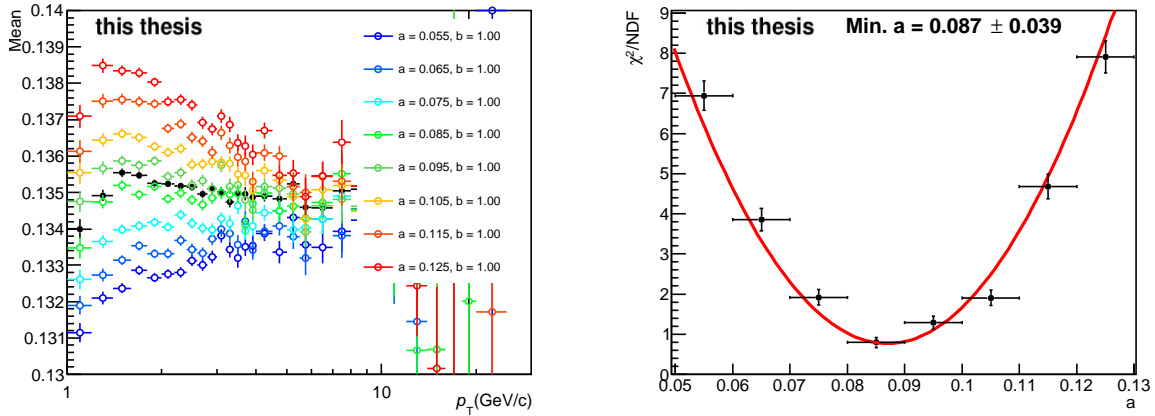 this thesis
Mean
0.14
0.139
0.138
0.137
0.136
0.135
0.134
0.133
0.132
0.131
0.13
a = 0.055, b = 1.00
a = 0.065, b = 1.00
a = 0.075, b = 1.00
a = 0.085, b = 1.00
a = 0.095, b = 1.00
a = 0.105, b = 1.00
a = 0.115, b = 1.00
a = 0.125, b = 1.00
1 10
p_T(GeV/c)
this thesis Min. a = 0.087 ± 0.039
χ²/NDF
9
8
7
6
5
4
3
2
1
0
0.05 0.06 0.07 0.08 0.09 0.1 0.11 0.12 0.13
a